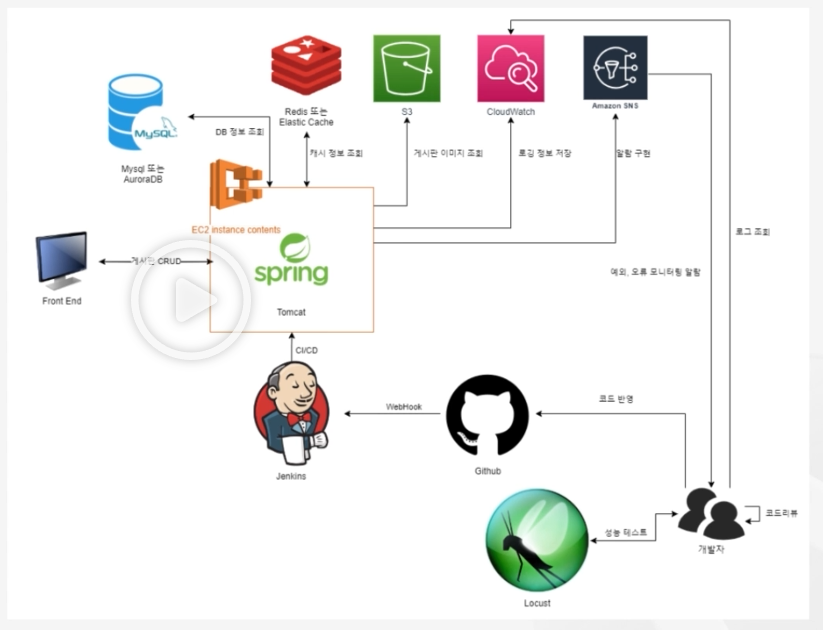 Redis 또는
Elastic Cache
S3
CloudWatch
Amazon SNS
MySQL
Mysql 또는
AuroraDB
DB 정보 조회
캐시 정보 조회
게시판 이미지 조회
로깅 정보 저장
알람 구현
EC2 instance contents
spring
Tomcat
게시판 CRUD
Front End
로그 조회
예외, 오류 모니터링 알람
CI/CD
Jenkins
WebHook
Github
코드 반영
코드리뷰
개발자
성능 테스트
Locust